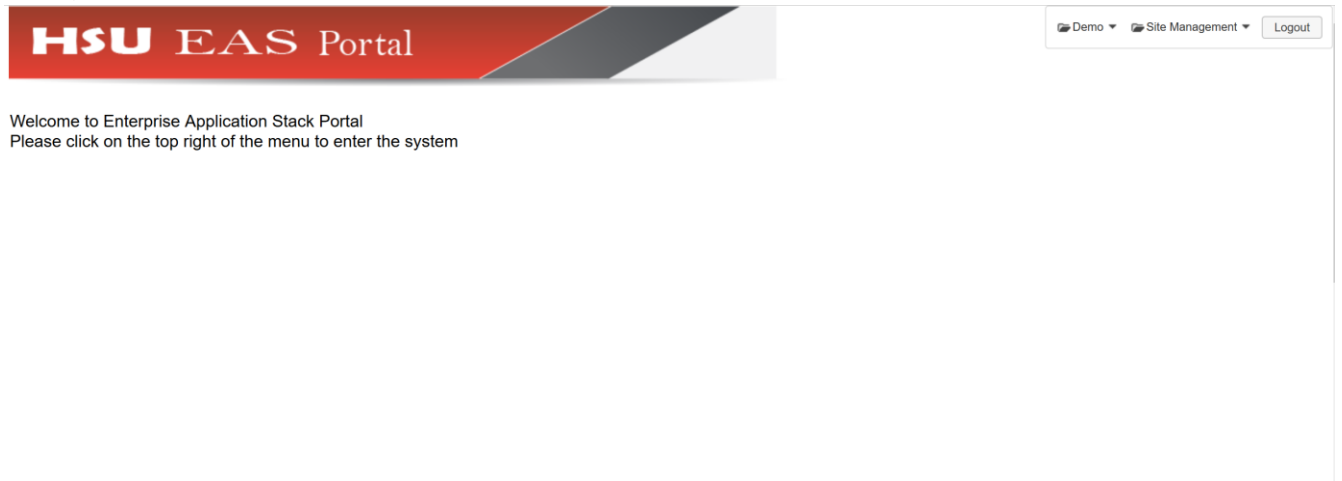 HSU EAS Portal
Demo Site Management Logout
Welcome to Enterprise Application Stack Portal
Please click on the top right of the menu to enter the system